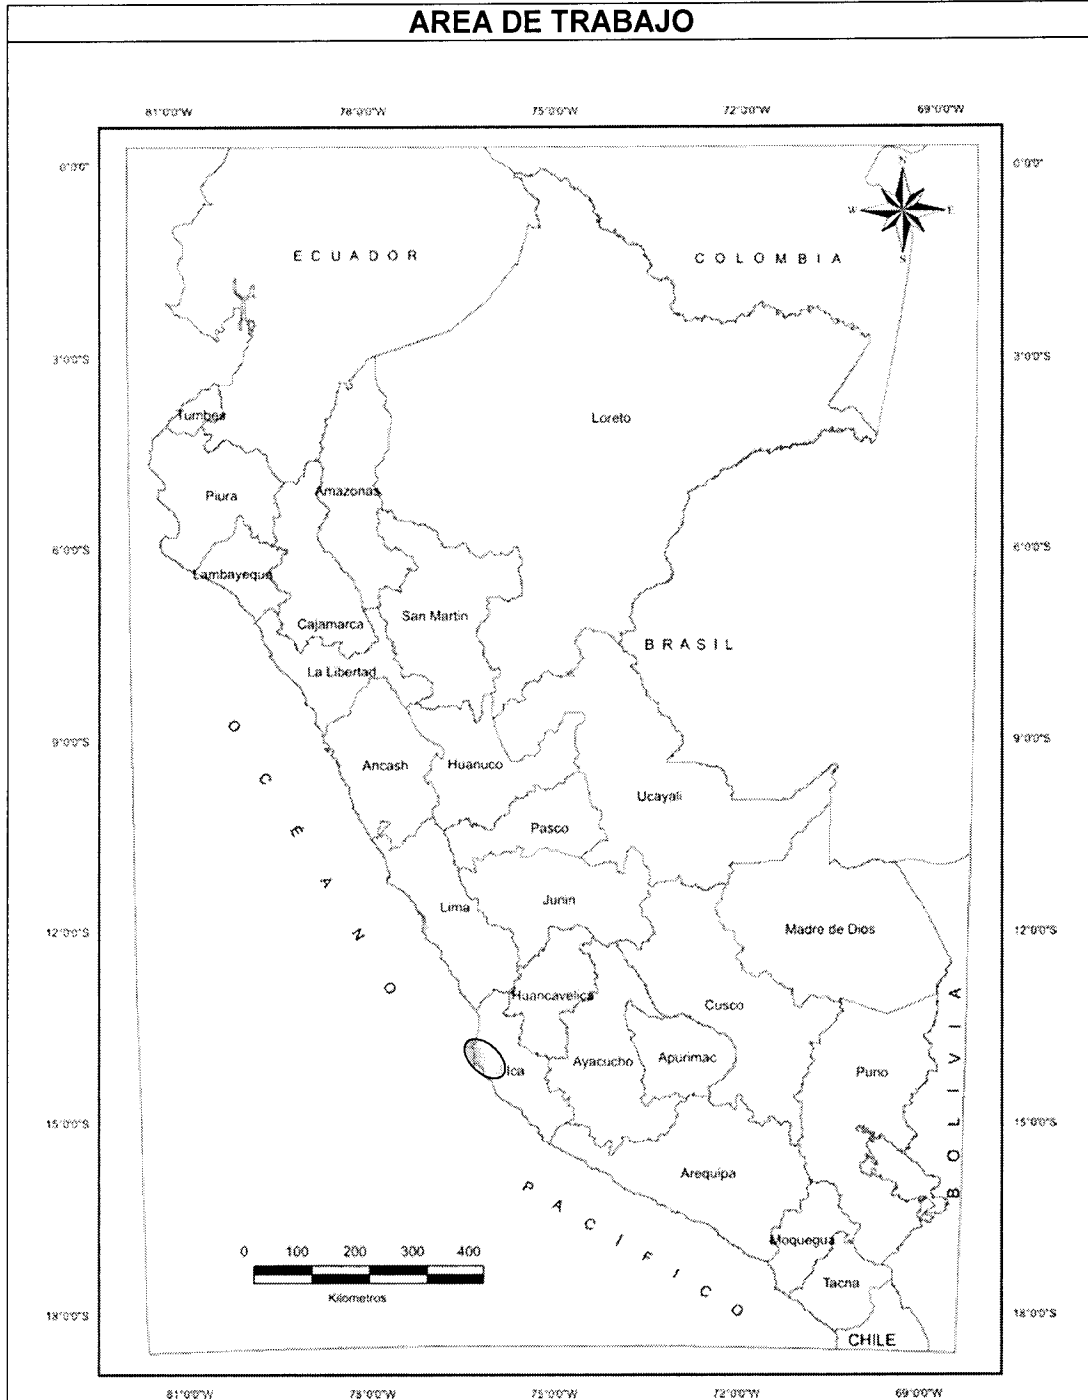 AREA DE TRABAJO
81°0'0"W 78°0'0"W 75°0'0"W 72°0'0"W 69°0'0"W
0°0'0" 0°0'0"
N
W E
S
ECUADOR COLOMBIA
3°0'0"S 3°0'0"S
Tumbes Loreto
Piura Amazonas
6°0'0"S 6°0'0"S
Lambayeque
Cajamarca San Martin
BRASIL
La Libertad
OCEANO
9°0'0"S 9°0'0"S
Ancash Huanuco
Ucayali
Pasco
Lima Junin
12°0'0"S Madre de Dios 12°0'0"S
Huancavelica Cusco
BOLIVIA
Ica Ayacucho Apurimac Puno
15°0'0"S 15°0'0"S
Arequipa
PACIFICO
Moquegua
0 100 200 300 400
Kilometros
Tacna
18°0'0"S 18°0'0"S
CHILE
81°0'0"W 78°0'0"W 75°0'0"W 72°0'0"W 69°0'0"W